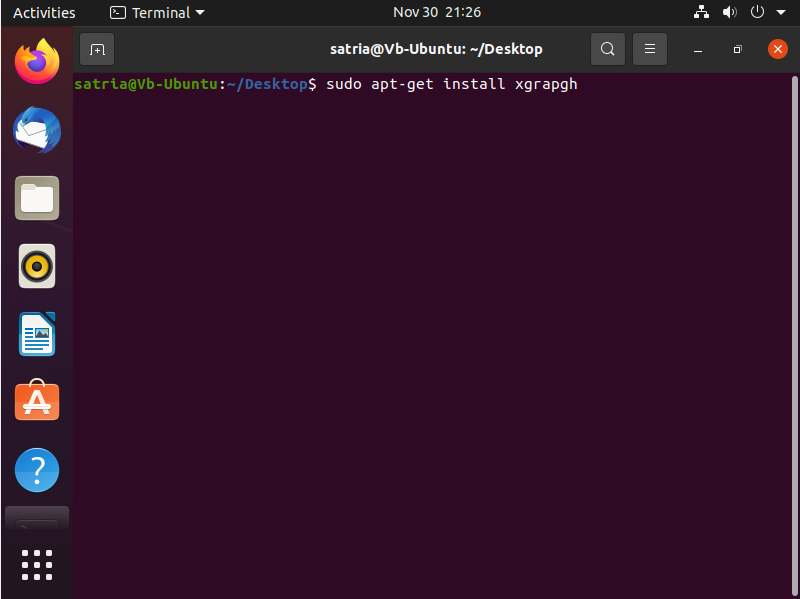 Activities Terminal Nov 30 21:26
satria@Vb-Ubuntu: ~/Desktop
satria@Vb-Ubuntu:~/Desktop$ sudo apt-get install xgrapgh